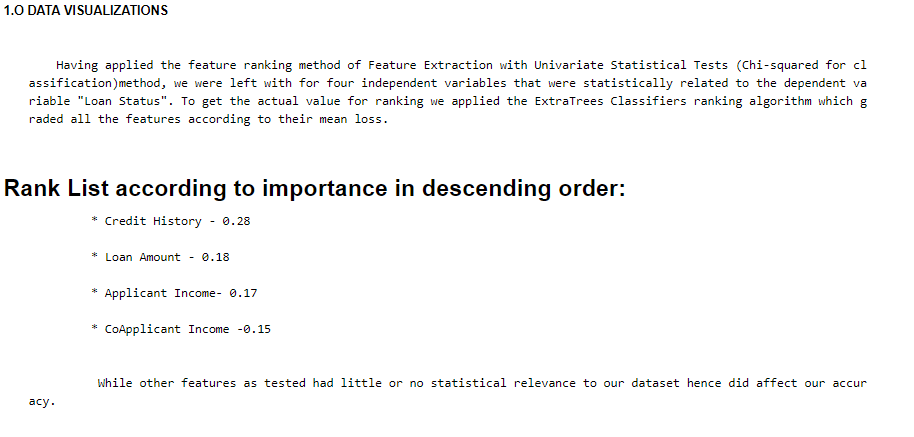 1.0 DATA VISUALIZATIONS
Having applied the feature ranking method of Feature Extraction with Univariate Statistical Tests (Chi-squared for cl
assification)method, we were left with for four independent variables that were statistically related to the dependent va
riable "Loan Status". To get the actual value for ranking we applied the ExtraTrees Classifiers ranking algorithm which g
raded all the features according to their mean loss.
Rank List according to importance in descending order:
* Credit History - 0.28
* Loan Amount - 0.18
* Applicant Income- 0.17
* CoApplicant Income -0.15
While other features as tested had little or no statistical relevance to our dataset hence did affect our accur
acy.